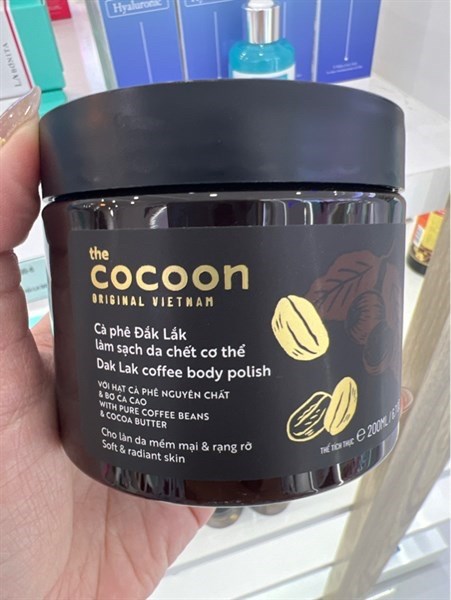 Hyaluronic
LABONITA
the
cocoon
ORIGINAL VIETNAM
Cà phê Đắk Lắk
làm sạch da chết cơ thể
Dak Lak coffee body polish
VỚI HẠT CÀ PHÊ NGUYÊN CHẤT
& BƠ CA CAO
WITH PURE COFFEE BEANS
& COCOA BUTTER
Cho làn da mềm mại & rạng rỡ
Soft & radiant skin
THỂ TÍCH THỰC ℮ 200ML /